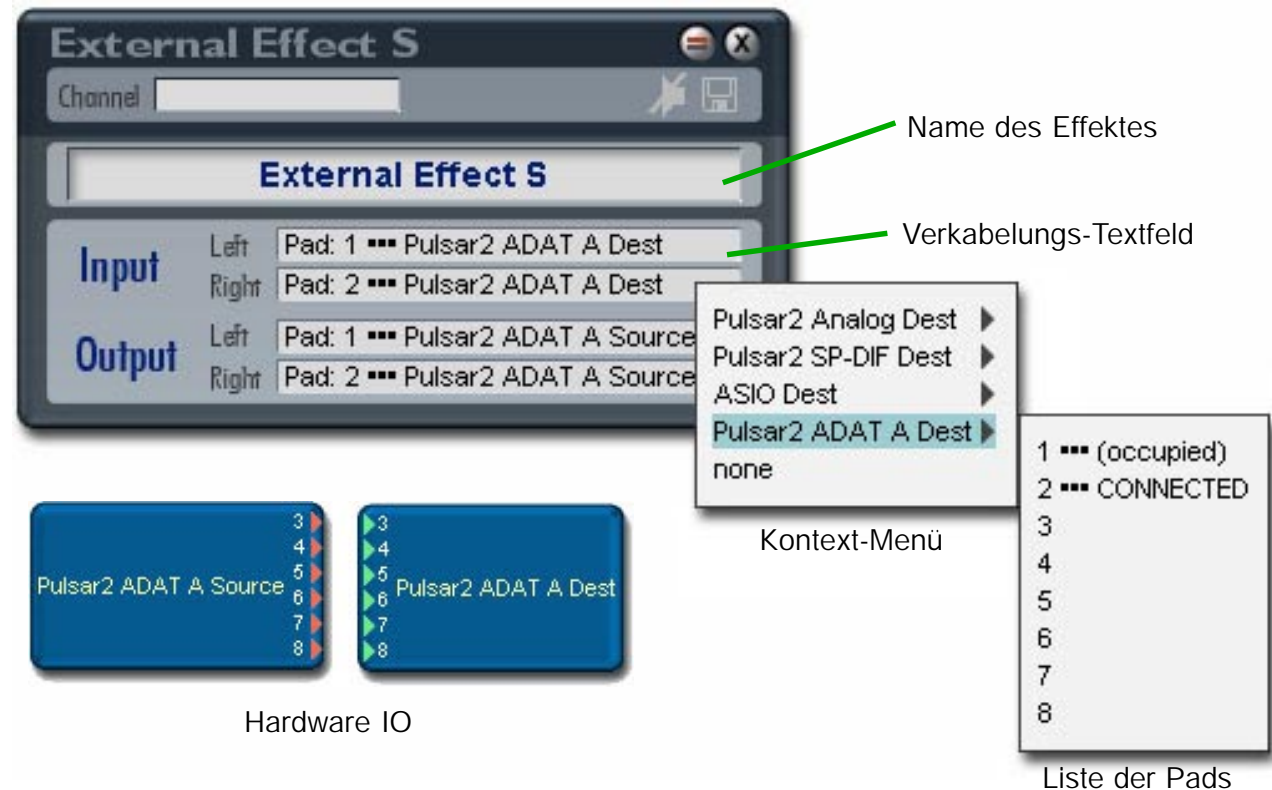 External Effect S
Channel
Name des Effektes
External Effect S
Verkabelungs-Textfeld
Input
Left Pad: 1 ▪▪▪ Pulsar2 ADAT A Dest
Right Pad: 2 ▪▪▪ Pulsar2 ADAT A Dest
Output
Left Pad: 1 ▪▪▪ Pulsar2 ADAT A Source
Right Pad: 2 ▪▪▪ Pulsar2 ADAT A Source
Pulsar2 Analog Dest
Pulsar2 SP-DIF Dest
ASIO Dest
Pulsar2 ADAT A Dest
none
Kontext-Menü
1 ▪▪▪ (occupied)
2 ▪▪▪ CONNECTED
3
4
5
6
7
8
Liste der Pads
Pulsar2 ADAT A Source
3
4
5
6
7
8
3
4
5
6
7
8
Pulsar2 ADAT A Dest
Hardware IO